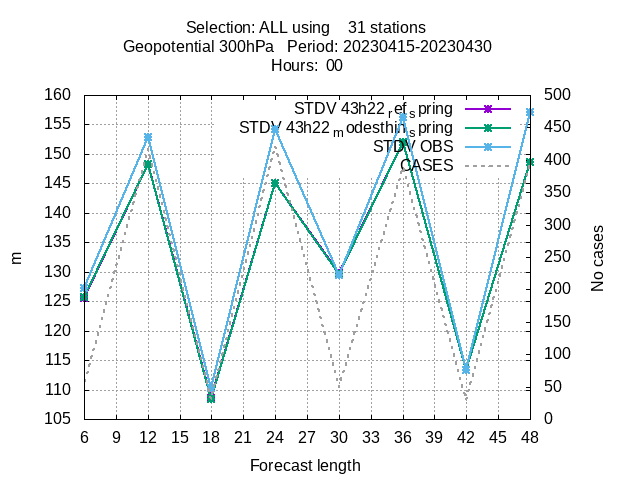 Selection: ALL using    31 stations
Geopotential 300hPa   Period: 20230415-20230430
Hours:  00
160
155
150
145
140
135
130
125
120
115
110
105
m
500
450
400
350
300
250
200
150
100
50
0
No cases
STDV 43h22_ref_spring
STDV 43h22_modesthin_spring
STDV OBS
CASES
6 9 12 15 18 21 24 27 30 33 36 39 42 45 48
Forecast length